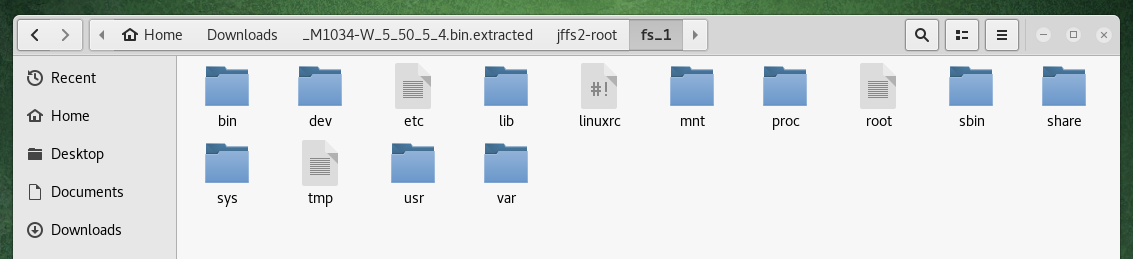 Home Downloads _M1034-W_5_50_5_4.bin.extracted jffs2-root fs_1
Recent
Home
Desktop
Documents
Downloads
bin dev etc lib #! linuxrc mnt proc root sbin share
sys tmp usr var